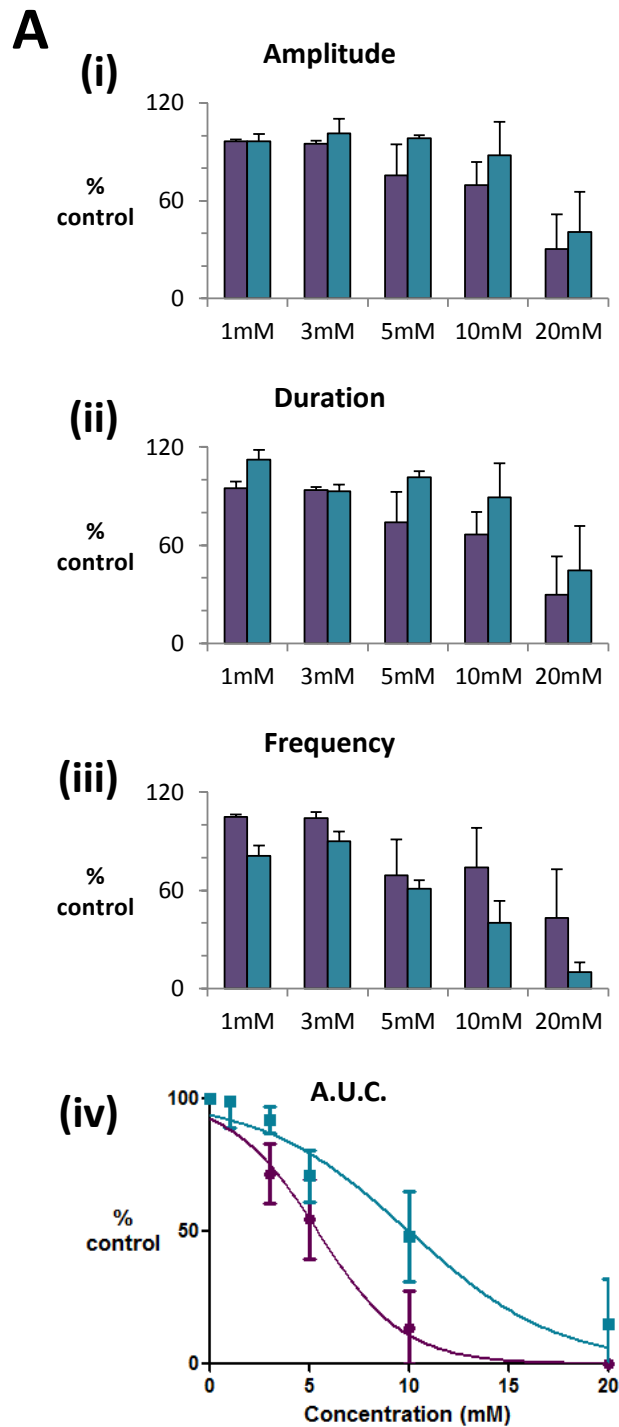 A
(i)
Amplitude
120
60
0
%
control
1mM 3mM 5mM 10mM 20mM
(ii)
Duration
120
60
0
%
control
1mM 3mM 5mM 10mM 20mM
(iii)
Frequency
120
60
0
%
control
1mM 3mM 5mM 10mM 20mM
(iv)
A.U.C.
100
50
0
%
control
0 5 10 15 20
Concentration (mM)